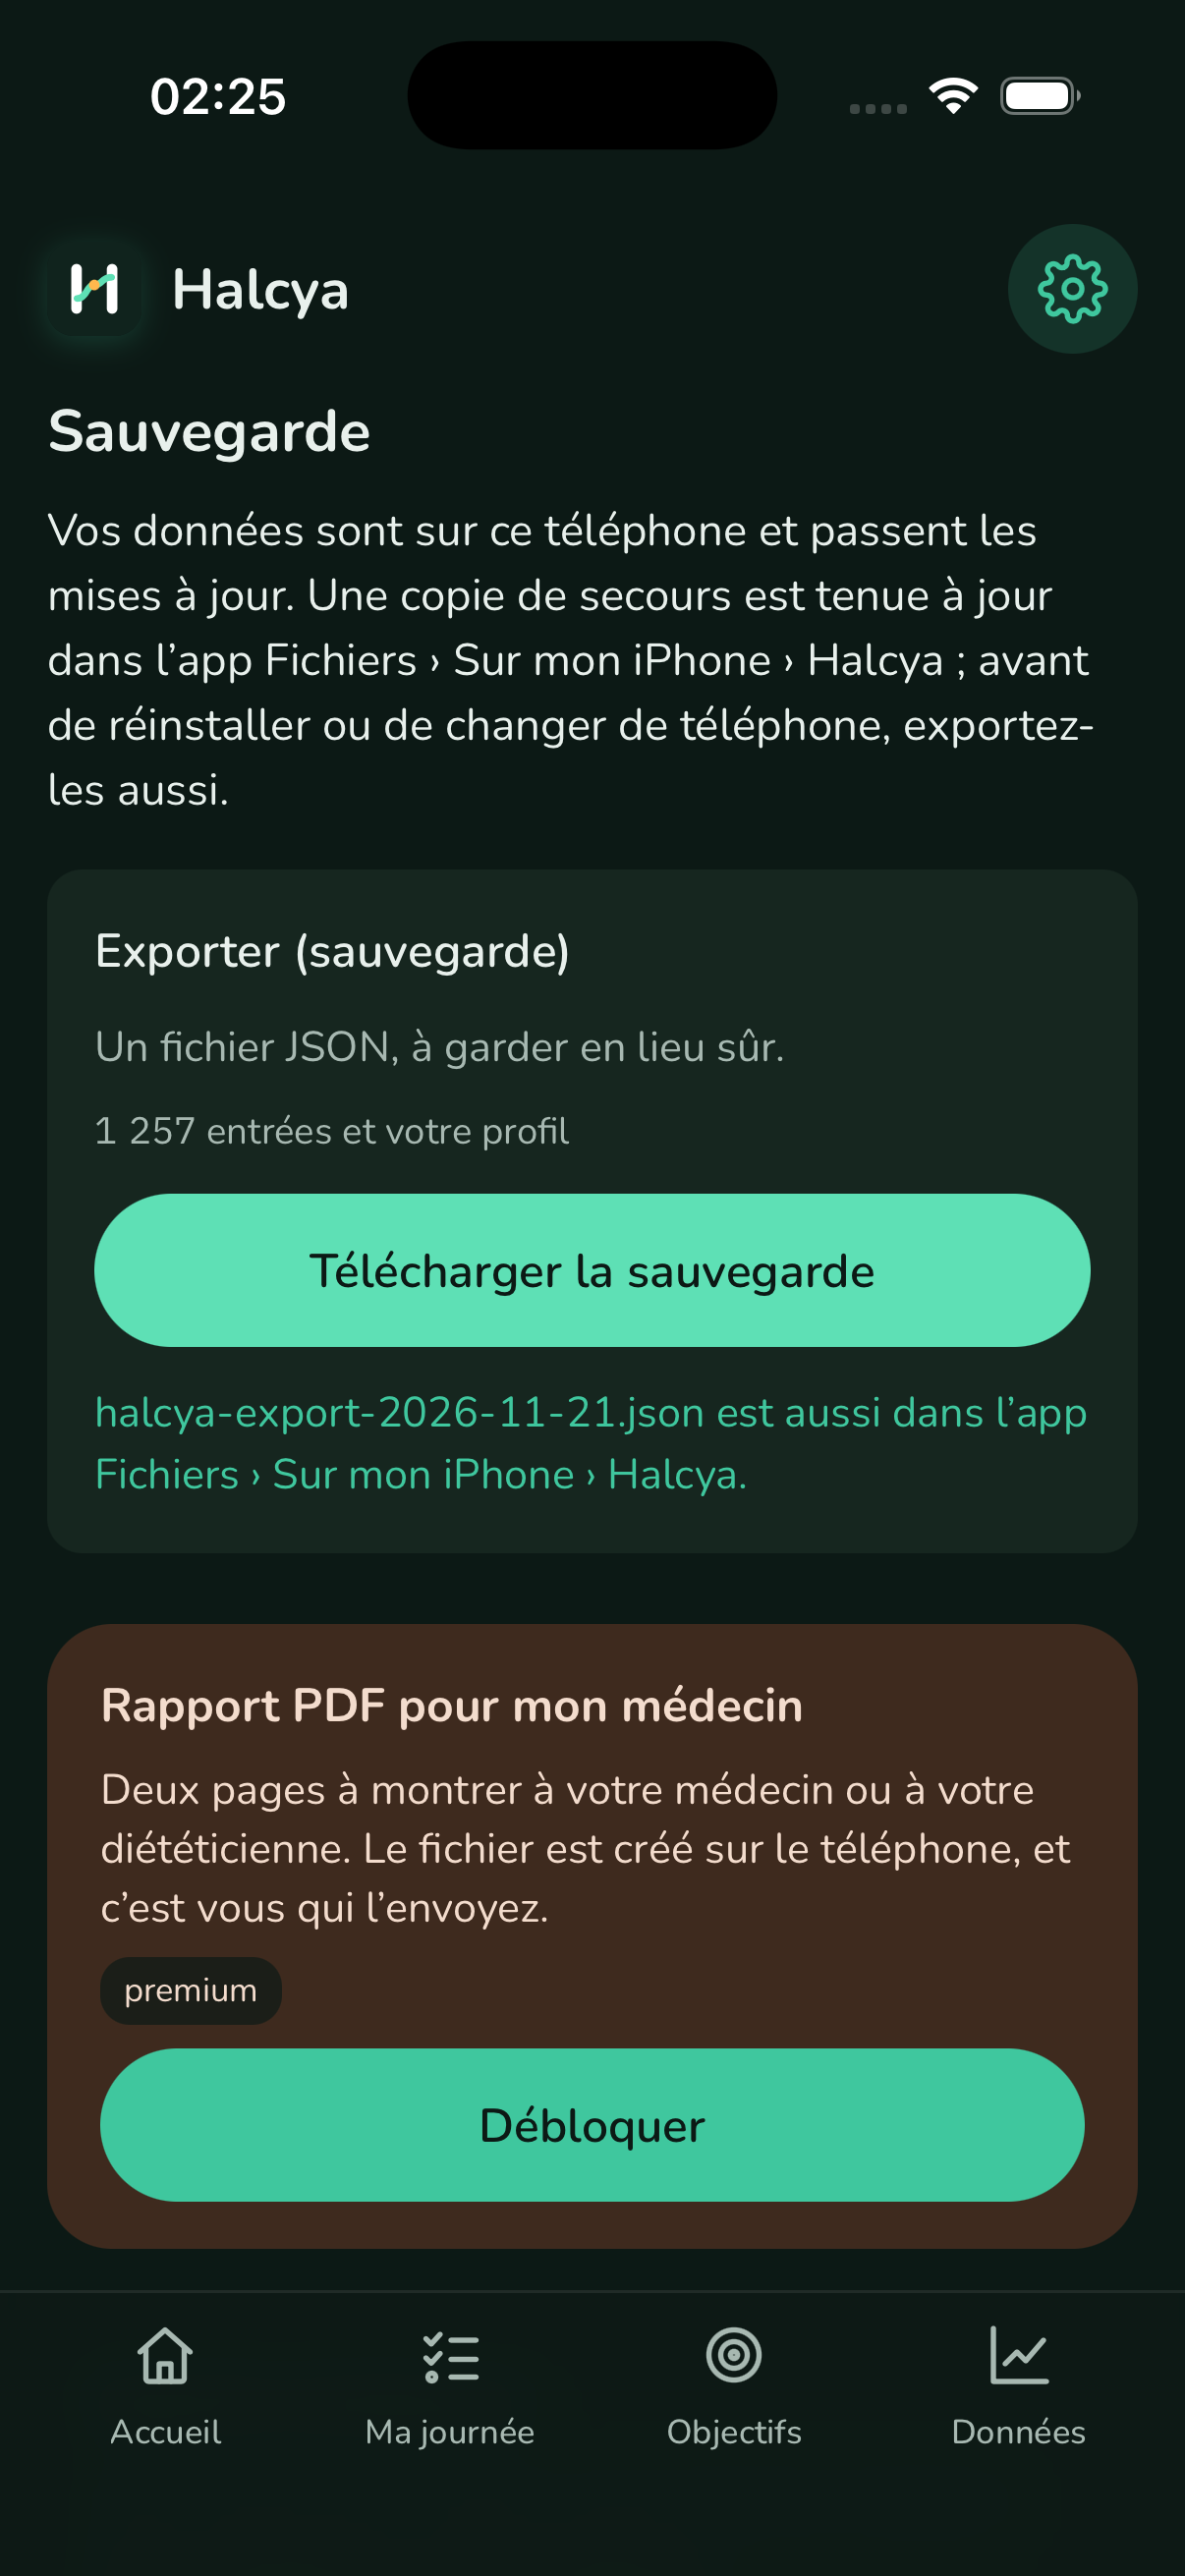 02:25
Halcya
Sauvegarde
Vos données sont sur ce téléphone et passent les
mises à jour. Une copie de secours est tenue à jour
dans l’app Fichiers › Sur mon iPhone › Halcya ; avant
de réinstaller ou de changer de téléphone, exportez-
les aussi.
Exporter (sauvegarde)
Un fichier JSON, à garder en lieu sûr.
1 257 entrées et votre profil
Télécharger la sauvegarde
halcya-export-2026-11-21.json est aussi dans l’app
Fichiers › Sur mon iPhone › Halcya.
Rapport PDF pour mon médecin
Deux pages à montrer à votre médecin ou à votre
diététicienne. Le fichier est créé sur le téléphone, et
c’est vous qui l’envoyez.
premium
Débloquer
Accueil
Ma journée
Objectifs
Données